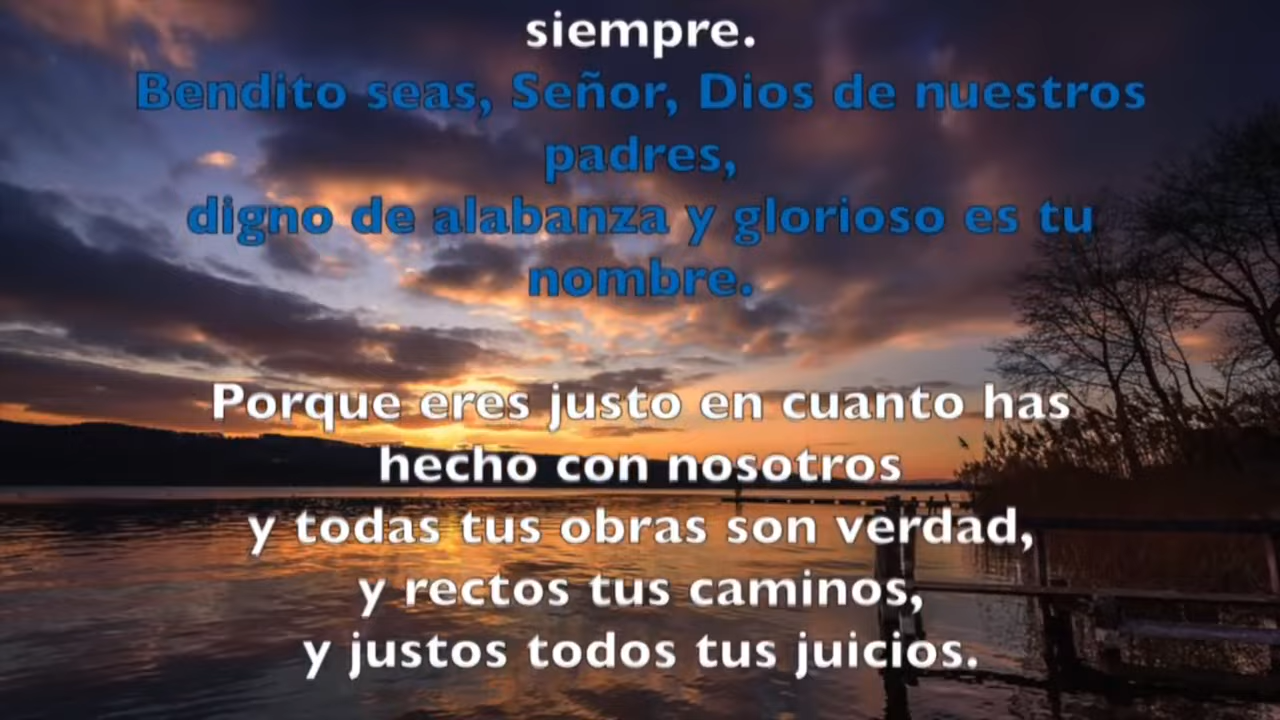 siempre.
Bendito seas, Señor, Dios de nuestros
padres,
digno de alabanza y glorioso es tu
nombre.
Porque eres justo en cuanto has
hecho con nosotros
y todas tus obras son verdad,
y rectos tus caminos,
y justos todos tus juicios.